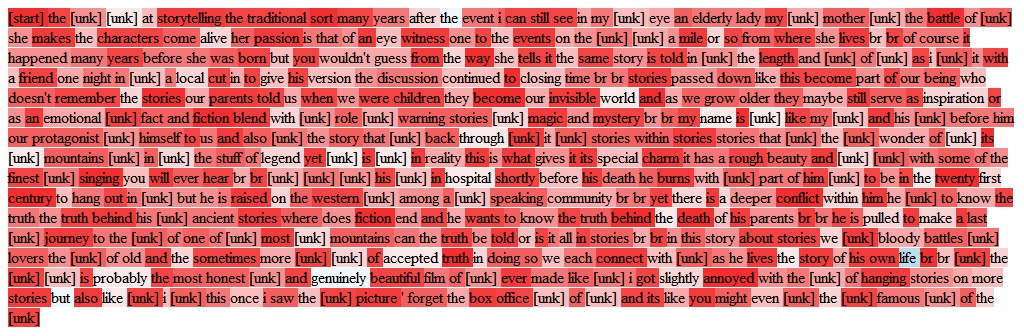 [start] the [unk] [unk] at storytelling the traditional sort many years after the event i can still see in my [unk] eye an elderly lady my [unk] mother [unk] the battle of [unk]
she makes the characters come alive her passion is that of an eye witness one to the events on the [unk] [unk] a mile or so from where she lives br br of course it
happened many years before she was born but you wouldn't guess from the way she tells it the same story is told in [unk] the length and [unk] of [unk] as i [unk] it with
a friend one night in [unk] a local cut in to give his version the discussion continued to closing time br br stories passed down like this become part of our being who
doesn't remember the stories our parents told us when we were children they become our invisible world and as we grow older they maybe still serve as inspiration or
as an emotional [unk] fact and fiction blend with [unk] role [unk] warning stories [unk] magic and mystery br br my name is [unk] like my [unk] and his [unk] before him
our protagonist [unk] himself to us and also [unk] the story that [unk] back through [unk] it [unk] stories within stories stories that [unk] the [unk] wonder of [unk] its
[unk] mountains [unk] in [unk] the stuff of legend yet [unk] is [unk] in reality this is what gives it its special charm it has a rough beauty and [unk] [unk] with some of the
finest [unk] singing you will ever hear br br [unk] [unk] [unk] his [unk] in hospital shortly before his death he burns with [unk] part of him [unk] to be in the twenty first
century to hang out in [unk] but he is raised on the western [unk] among a [unk] speaking community br br yet there is a deeper conflict within him he [unk] to know the
truth the truth behind his [unk] ancient stories where does fiction end and he wants to know the truth behind the death of his parents br br he is pulled to make a last
[unk] journey to the [unk] of one of [unk] most [unk] mountains can the truth be told or is it all in stories br br in this story about stories we [unk] bloody battles [unk]
lovers the [unk] of old and the sometimes more [unk] [unk] of accepted truth in doing so we each connect with [unk] as he lives the story of his own life br br [unk] the
[unk] [unk] is probably the most honest [unk] and genuinely beautiful film of [unk] ever made like [unk] i got slightly annoyed with the [unk] of hanging stories on more
stories but also like [unk] i [unk] this once i saw the [unk] picture ' forget the box office [unk] of [unk] and its like you might even [unk] the [unk] famous [unk] of the
[unk]